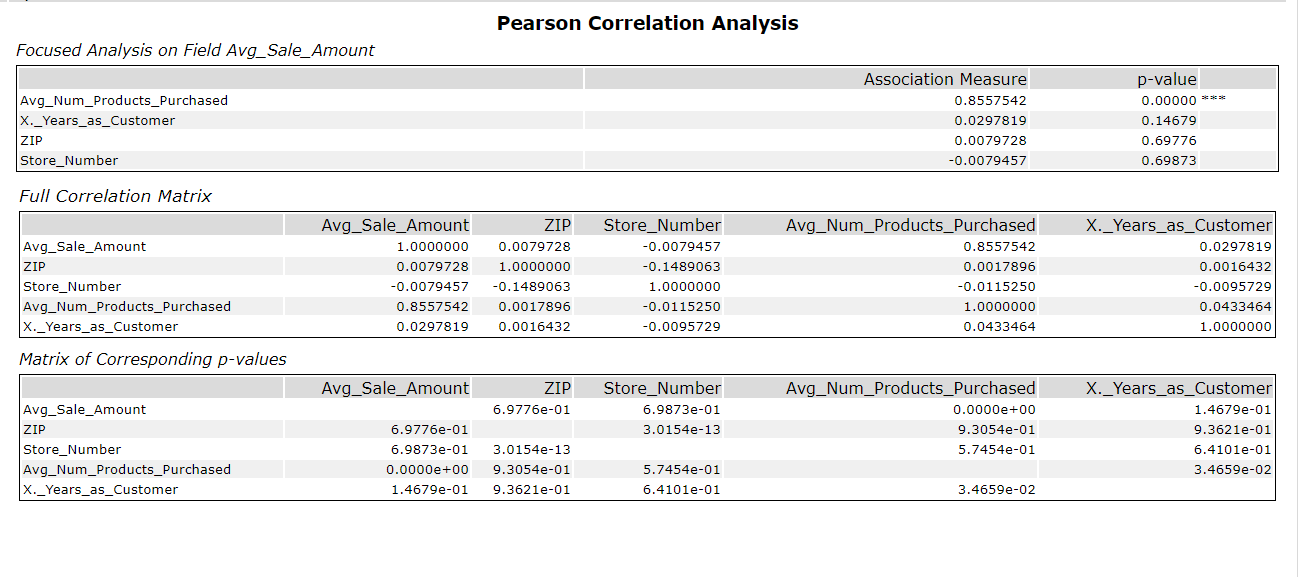 Pearson Correlation Analysis
Focused Analysis on Field Avg_Sale_Amount
Association Measure p-value
Avg_Num_Products_Purchased 0.8557542 0.00000 ***
X._Years_as_Customer 0.0297819 0.14679
ZIP 0.0079728 0.69776
Store_Number -0.0079457 0.69873
Full Correlation Matrix
Avg_Sale_Amount ZIP Store_Number Avg_Num_Products_Purchased X._Years_as_Customer
Avg_Sale_Amount 1.0000000 0.0079728 -0.0079457 0.8557542 0.0297819
ZIP 0.0079728 1.0000000 -0.1489063 0.0017896 0.0016432
Store_Number -0.0079457 -0.1489063 1.0000000 -0.0115250 -0.0095729
Avg_Num_Products_Purchased 0.8557542 0.0017896 -0.0115250 1.0000000 0.0433464
X._Years_as_Customer 0.0297819 0.0016432 -0.0095729 0.0433464 1.0000000
Matrix of Corresponding p-values
Avg_Sale_Amount ZIP Store_Number Avg_Num_Products_Purchased X._Years_as_Customer
Avg_Sale_Amount 6.9776e-01 6.9873e-01 0.0000e+00 1.4679e-01
ZIP 6.9776e-01 3.0154e-13 9.3054e-01 9.3621e-01
Store_Number 6.9873e-01 3.0154e-13 5.7454e-01 6.4101e-01
Avg_Num_Products_Purchased 0.0000e+00 9.3054e-01 5.7454e-01 3.4659e-02
X._Years_as_Customer 1.4679e-01 9.3621e-01 6.4101e-01 3.4659e-02